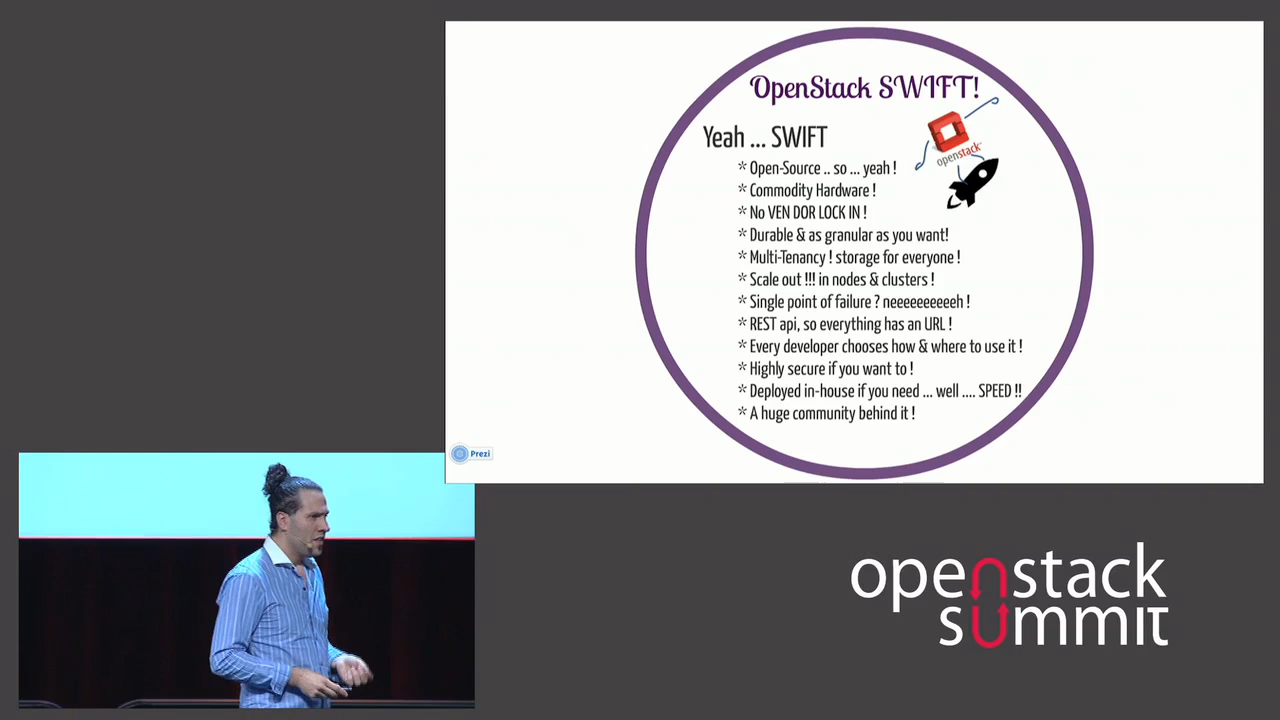 OpenStack SWIFT!
Yeah ... SWIFT
openstack
* Open-Source .. so ... yeah !
* Commodity Hardware !
* No VEN DOR LOCK IN !
* Durable & as granular as you want!
* Multi-Tenancy ! storage for everyone !
* Scale out !!! in nodes & clusters !
* Single point of failure ? neeeeeeeeeeh !
* REST api, so everything has an URL !
* Every developer chooses how & where to use it !
* Highly secure if you want to !
* Deployed in-house if you need ... well .... SPEED !!
* A huge community behind it !
Prezi
openstack
summit